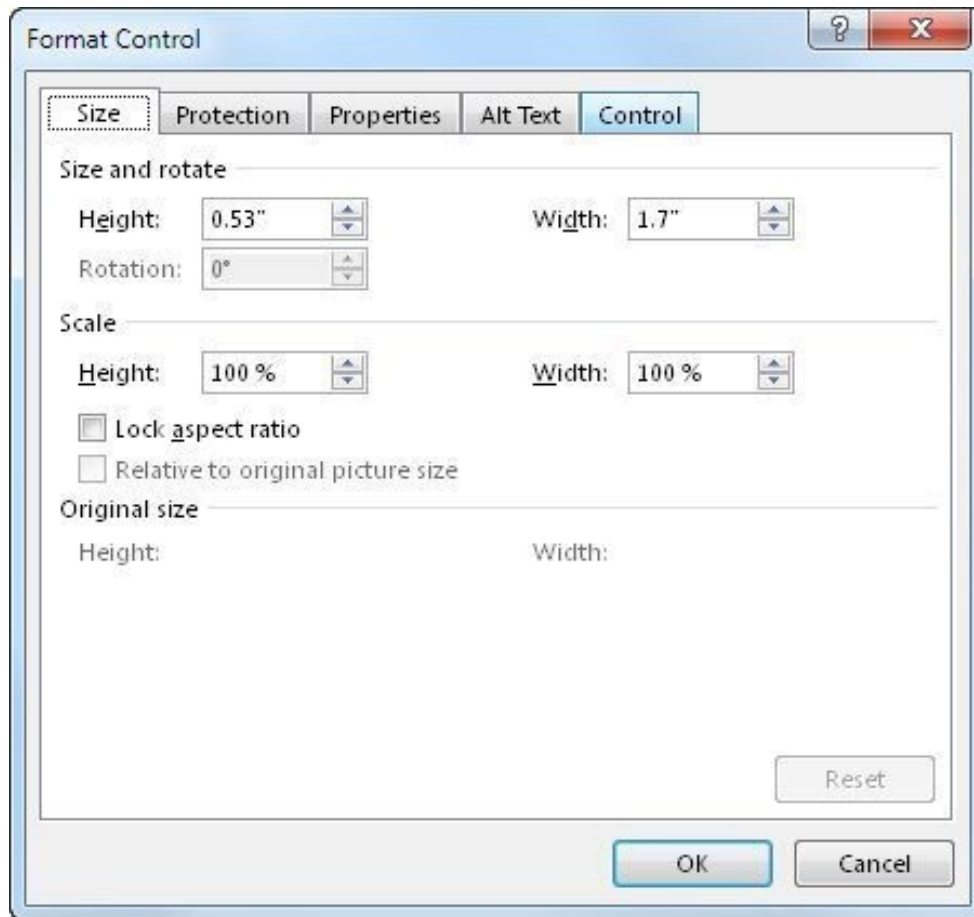 Format Control
?
Size Protection Properties Alt Text Control
Size and rotate
Height: 0.53" Width: 1.7"
Rotation: 0°
Scale
Height: 100 % Width: 100 %
Lock aspect ratio
Relative to original picture size
Original size
Height: Width:
Reset
OK Cancel